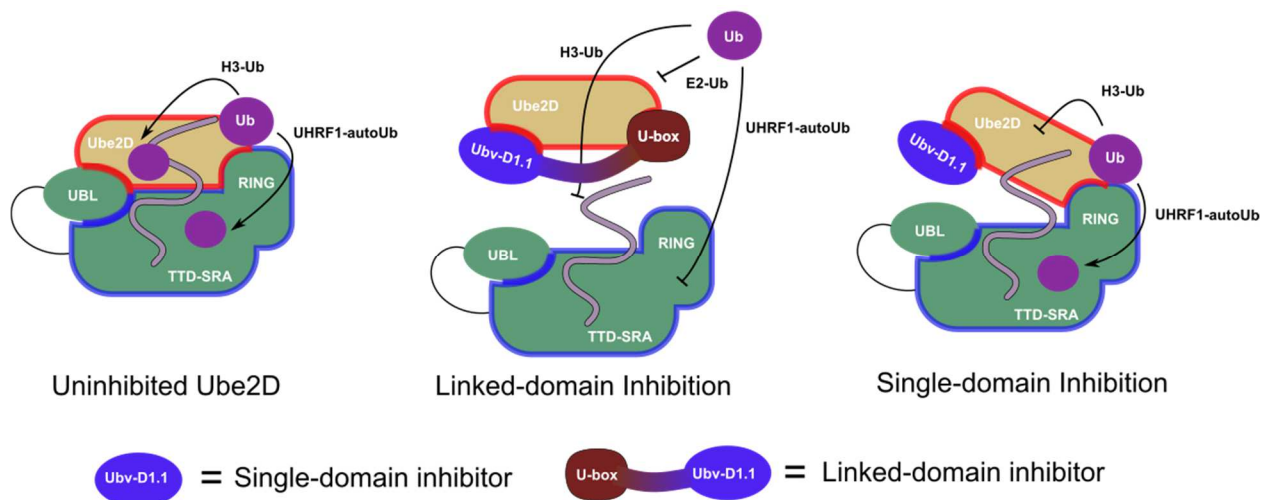 H3-Ub
Ub
Ube2D
UBL
RING
UHRF1-autoUb
TTD-SRA
Uninhibited Ube2D
Ub
H3-Ub
E2-Ub
Ube2D
U-box
Ubv-D1.1
UHRF1-autoUb
RING
UBL
TTD-SRA
Linked-domain Inhibition
H3-Ub
Ube2D
Ubv-D1.1
Ub
RING
UHRF1-autoUb
UBL
TTD-SRA
Single-domain Inhibition
Ubv-D1.1 = Single-domain inhibitor
U-box Ubv-D1.1 = Linked-domain inhibitor